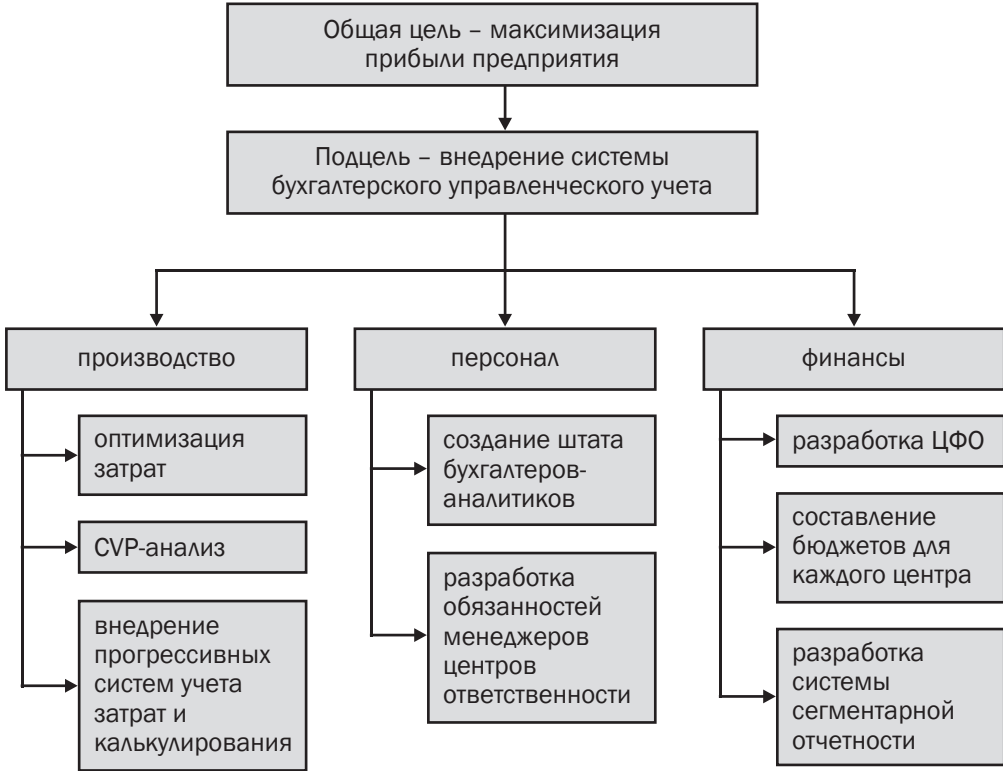 Общая цель – максимизация
прибыли предприятия
Подцель – внедрение системы
бухгалтерского управленческого учета
производство
оптимизация
затрат
CVP-анализ
внедрение
прогрессивных
систем учета
затрат и
калькулирования
персонал
создание штата
бухгалтеров-
аналитиков
разработка
обязанностей
менеджеров
центров
ответственности
финансы
разработка ЦФО
составление
бюджетов для
каждого центра
разработка
системы
сегментарной
отчетности